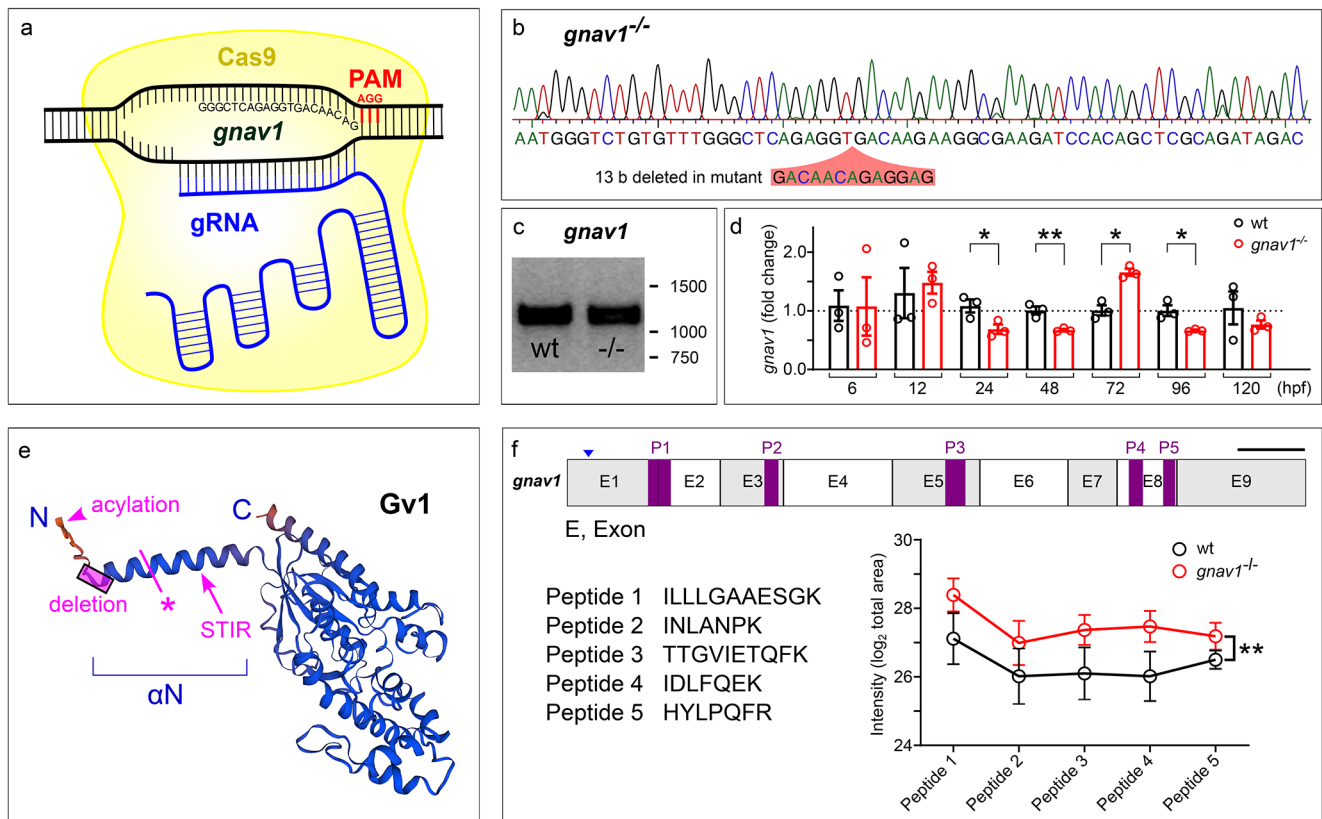 a
Cas9
PAM
AGG
GGGCTCAGAGGTGACAACAG
gnav1
gRNA
b
gnav1-/-
AATGGGTCTGTGTTTGGGCTCAGAGGTGACAAGAAGGCGAAGATCCACAGCTCGCAGATAGAC
13 b deleted in mutant GACAACAGAGGAG
c
gnav1
1500
1000
750
wt -/-
d
wt
gnav1-/-
* ** * *
gnav1 (fold change)
2.0
1.0
0.0
6 12 24 48 72 96 120 (hpf)
e
Gv1
N
acylation
C
deletion
*
STIR
αN
f
P1 P2 P3 P4 P5
gnav1 E1 E2 E3 E4 E5 E6 E7 E8 E9
E, Exon
Peptide 1 ILLLGAAESGK
Peptide 2 INLANPK
Peptide 3 TTGVIETQFK
Peptide 4 IDLFQEK
Peptide 5 HYLPQFR
wt
gnav1-/-
Intensity (log2 total area)
30
28
26
24
**
Peptide 1
Peptide 2
Peptide 3
Peptide 4
Peptide 5